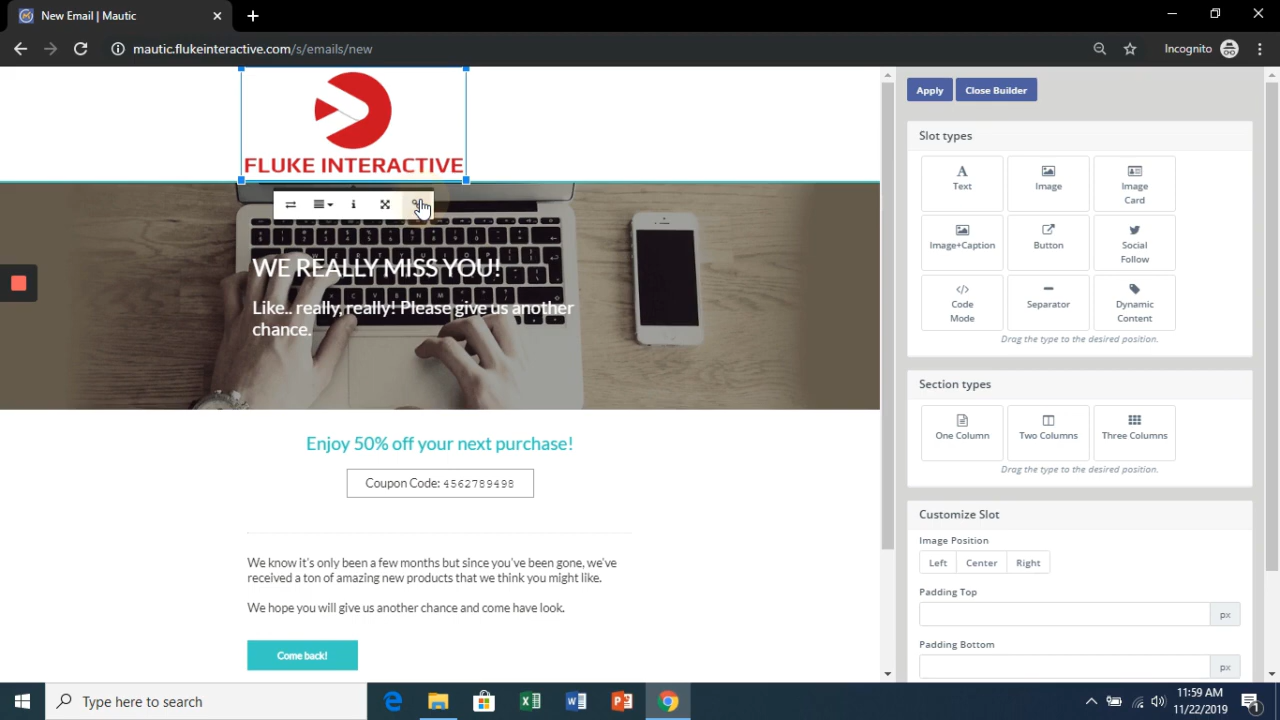 New Email | Mautic
mautic.flukeinteractive.com/s/emails/new
Incognito
FLUKE INTERACTIVE
WE REALLY MISS YOU!
Like.. really, really! Please give us another
chance.
Enjoy 50% off your next purchase!
Coupon Code: 4562789498
We know it's only been a few months but since you've been gone, we've
received a ton of amazing new products that we think you might like.
We hope you will give us another chance and come have look.
Come back!
Apply
Close Builder
Slot types
Text
Image
Image
Card
Image+Caption
Button
Social
Follow
Code
Mode
Separator
Dynamic
Content
Drag the type to the desired position.
Section types
One Column
Two Columns
Three Columns
Drag the type to the desired position.
Customize Slot
Image Position
Left
Center
Right
Padding Top
px
Padding Bottom
px
Type here to search
11:59 AM
11/22/2019